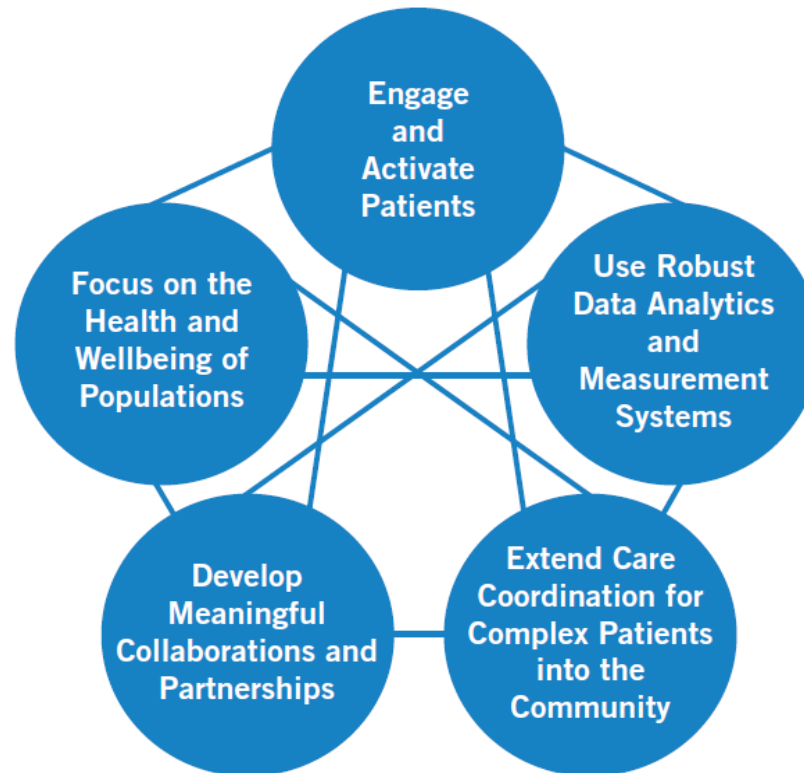 Engage
and
Activate
Patients
Focus on the
Health and
Wellbeing of
Populations
Use Robust
Data Analytics
and
Measurement
Systems
Develop
Meaningful
Collaborations and
Partnerships
Extend Care
Coordination for
Complex Patients
into the
Community